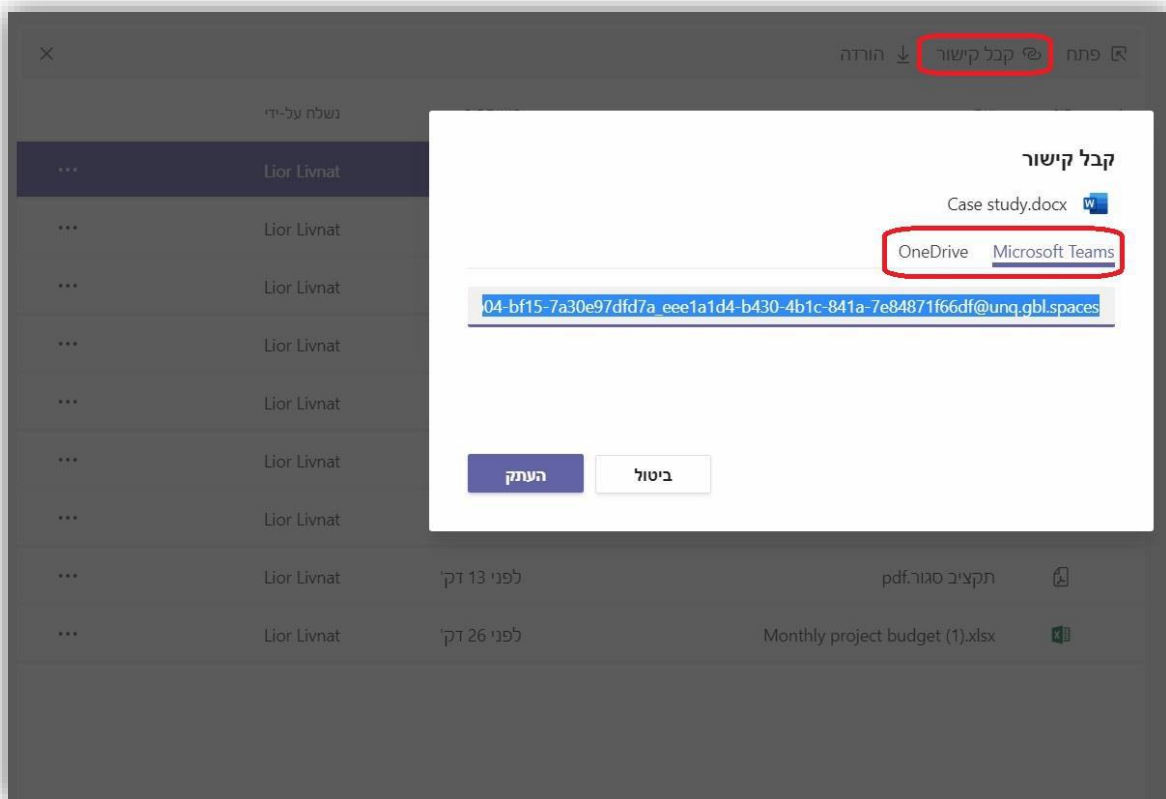 פתח קבל קישור הורדה
נשלח על-ידי
קבל קישור
Case study.docx
Microsoft Teams OneDrive
04-bf15-7a30e97dfd7a_eee1a1d4-b430-4b1c-841a-7e84871f66df@unq.gbl.spaces
ביטול העתק
Lior Livnat
Lior Livnat
Lior Livnat
Lior Livnat
Lior Livnat
Lior Livnat
Lior Livnat
תקציב סגור.pdf לפני 13 דק' Lior Livnat
Monthly project budget (1).xlsx לפני 26 דק' Lior Livnat